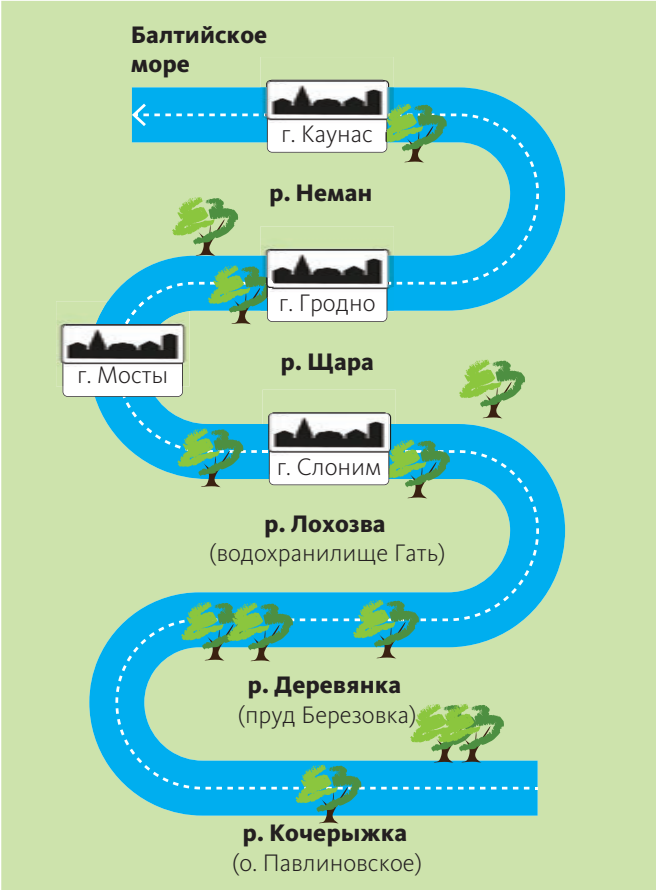 Балтийское
море
г. Каунас
р. Неман
г. Гродно
г. Мосты
р. Щара
г. Слоним
р. Лохозва
(водохранилище Гать)
р. Деревянка
(пруд Березовка)
р. Кочерыжка
(о. Павлиновское)